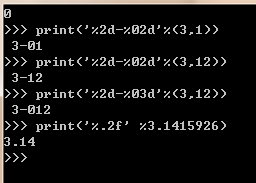 0
>>> print('%2d-%02d'%(3,1))
 3-01
>>> print('%2d-%02d'%(3,12))
 3-12
>>> print('%2d-%03d'%(3,12))
 3-012
>>> print('%.2f' %3.1415926)
3.14
>>>